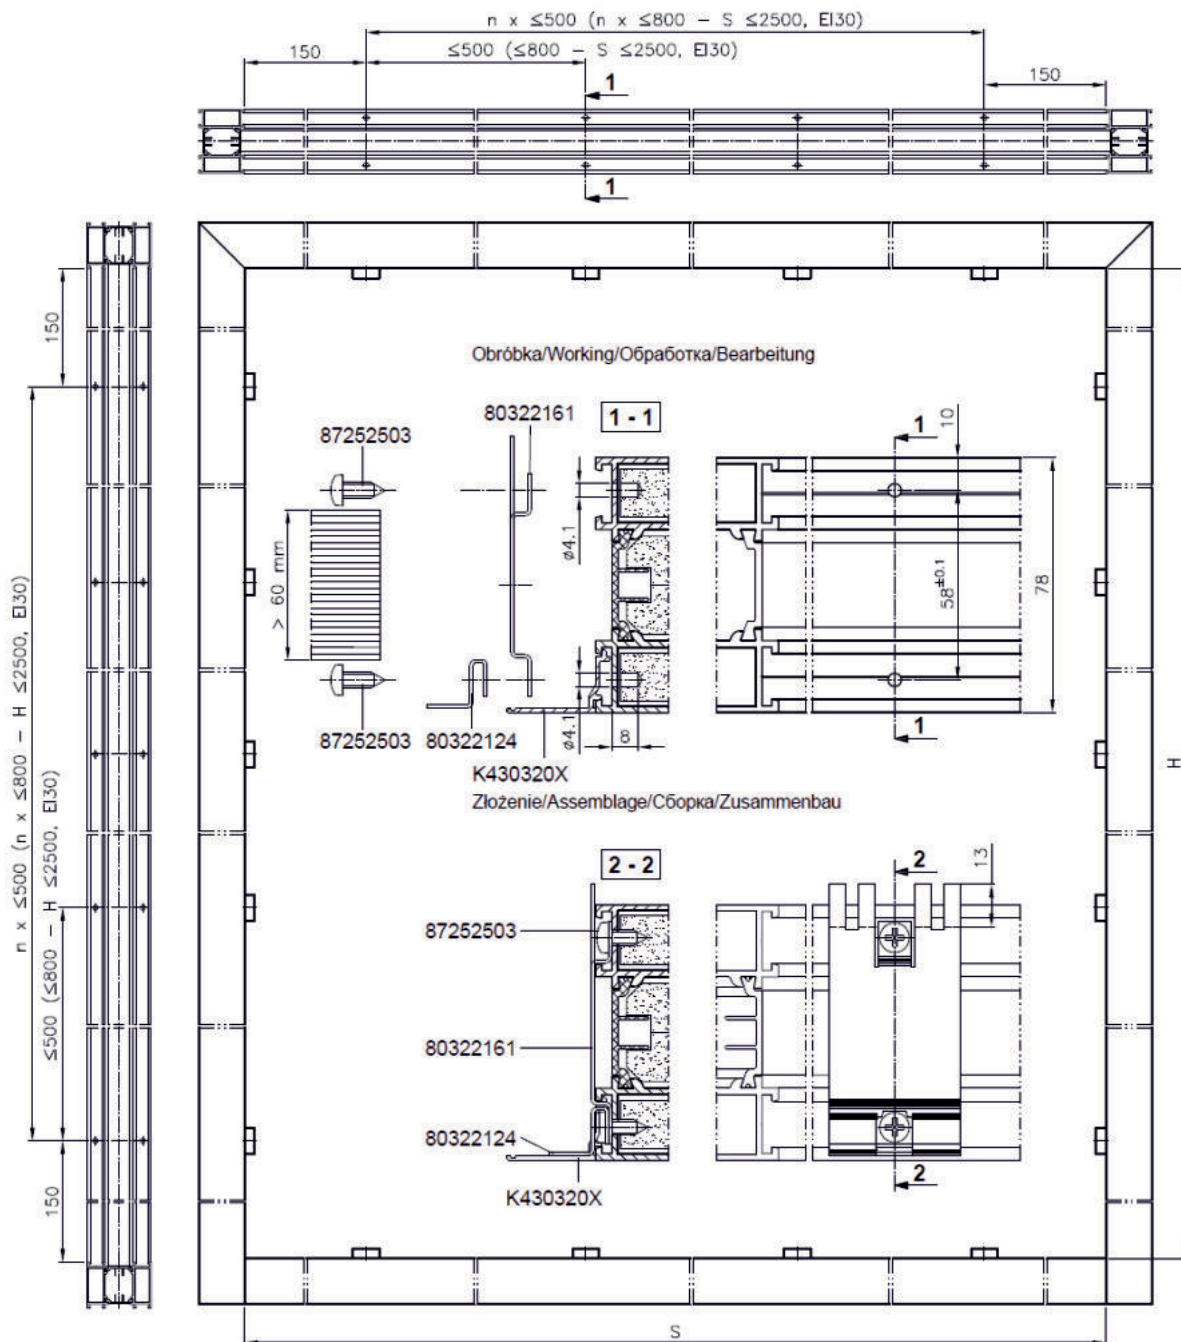 n x ≤500 (n x ≤800 – S ≤2500, EI30)
150
≤500 (≤800 – S ≤2500, EI30)
150
1
1
150
n x ≤500 (n x ≤800 – H ≤2500, EI30)
≤500 (≤800 – H ≤2500, EI30)
150
Obróbka/Working/Обработка/Bearbeitung
80322161
1 - 1
87252503
1
10
ø4.1
> 60 mm
58±0.1
78
87252503
80322124
ø4.1
8
1
K430320X
H
Złożenie/Assemblage/Сборка/Zusammenbau
2 - 2
2
13
87252503
80322161
80322124
K430320X
2
S